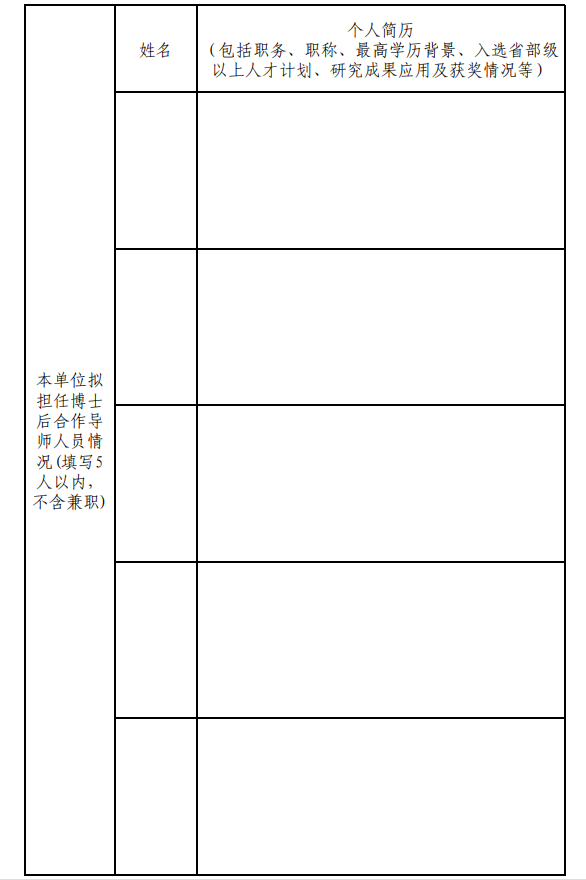 姓名
个人简历
（包括职务、职称、最高学历背景、入选省部级
以上人才计划、研究成果应用及获奖情况等）
本单位拟
担任博士
后合作导
师人员情
况(填写5
人以内，
不含兼职)